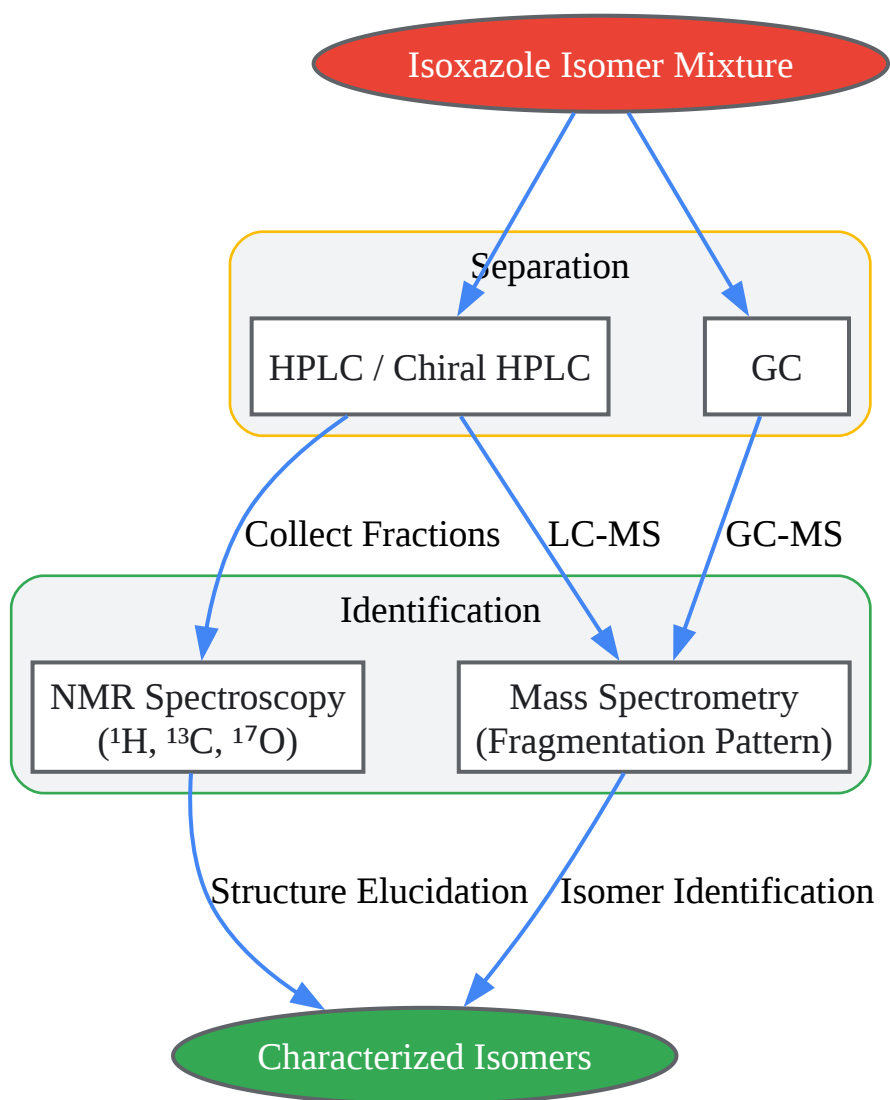 Isoxazole Isomer Mixture
Separation
HPLC / Chiral HPLC
GC
Collect Fractions
LC-MS
GC-MS
Identification
NMR Spectroscopy
(¹H, ¹³C, ¹⁷O)
Mass Spectrometry
(Fragmentation Pattern)
Structure Elucidation
Isomer Identification
Characterized Isomers